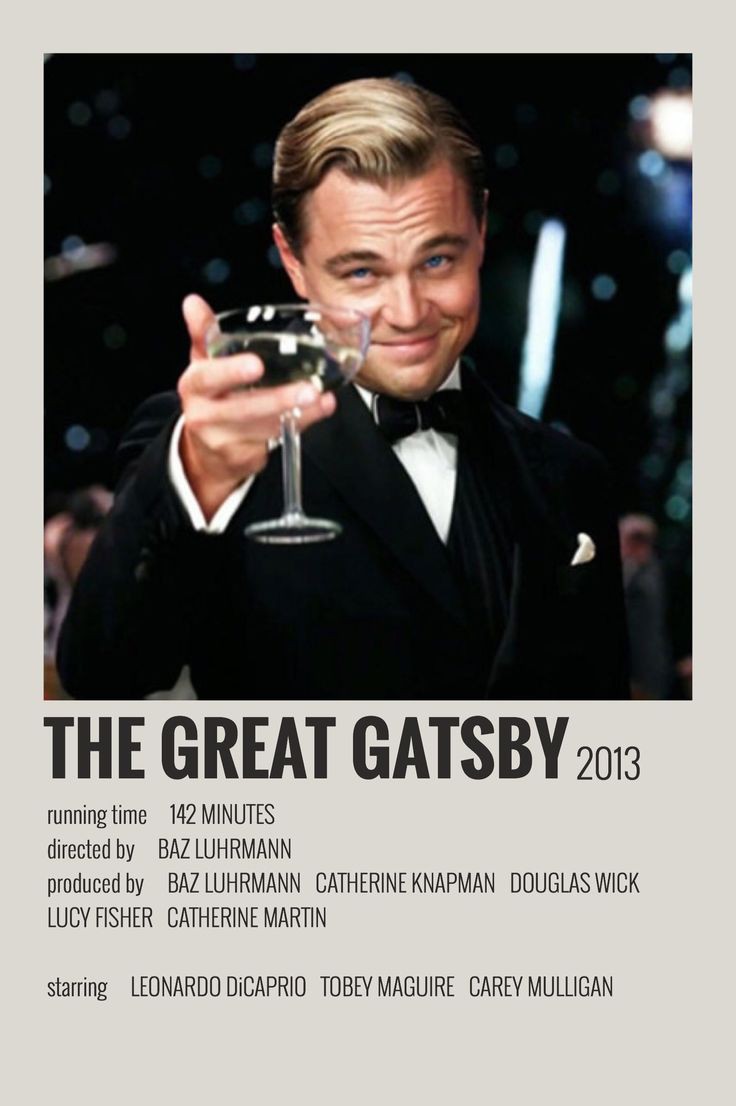 THE GREAT GATSBY 2013
running time 142 MINUTES
directed by BAZ LUHRMANN
produced by BAZ LUHRMANN CATHERINE KNAPMAN DOUGLAS WICK
LUCY FISHER CATHERINE MARTIN
starring LEONARDO DiCAPRIO TOBEY MAGUIRE CAREY MULLIGAN